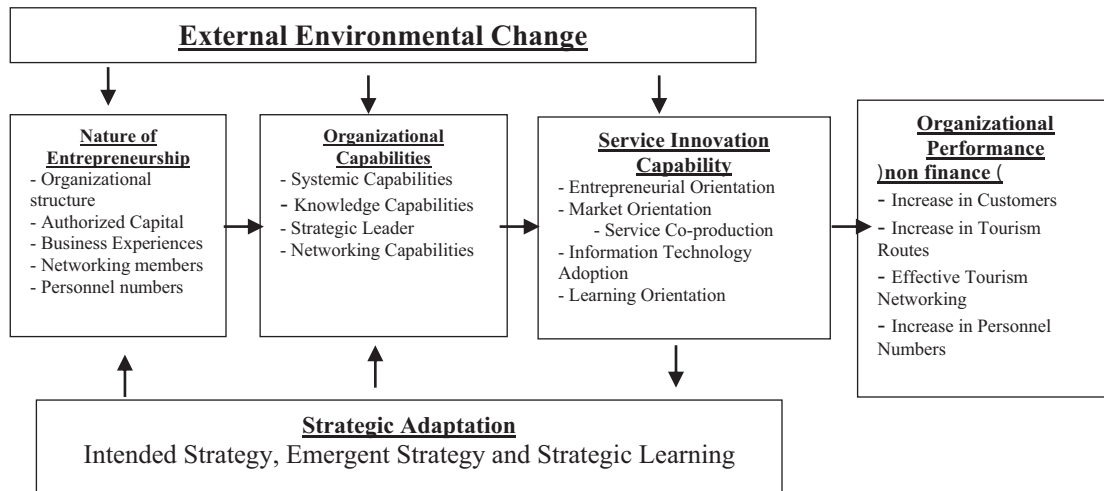 External Environmental Change
Nature of
Entrepreneurship
- Organizational
structure
- Authorized Capital
- Business Experiences
- Networking members
- Personnel numbers
Organizational
Capabilities
- Systemic Capabilities
- Knowledge Capabilities
- Strategic Leader
- Networking Capabilities
Service Innovation
Capability
- Entrepreneurial Orientation
- Market Orientation
- Service Co-production
- Information Technology
Adoption
- Learning Orientation
Organizational
Performance
)non finance (
- Increase in Customers
- Increase in Tourism
Routes
- Effective Tourism
Networking
- Increase in Personnel
Numbers
Strategic Adaptation
Intended Strategy, Emergent Strategy and Strategic Learning